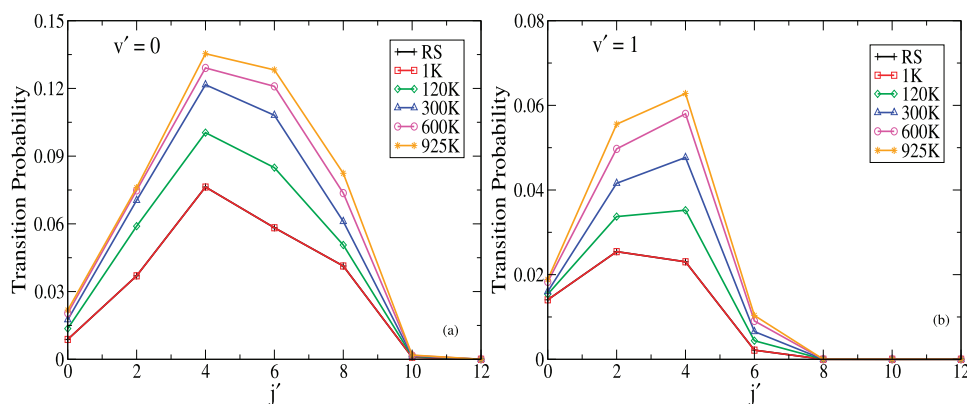 v′ = 0
RS
1K
120K
300K
600K
925K
Transition Probability
0.15
0.12
0.09
0.06
0.03
0
0 2 4 6 8 10 12
j′
(a)
v′ = 1
RS
1K
120K
300K
600K
925K
Transition Probability
0.08
0.06
0.04
0.02
0
0 2 4 6 8 10 12
j′
(b)